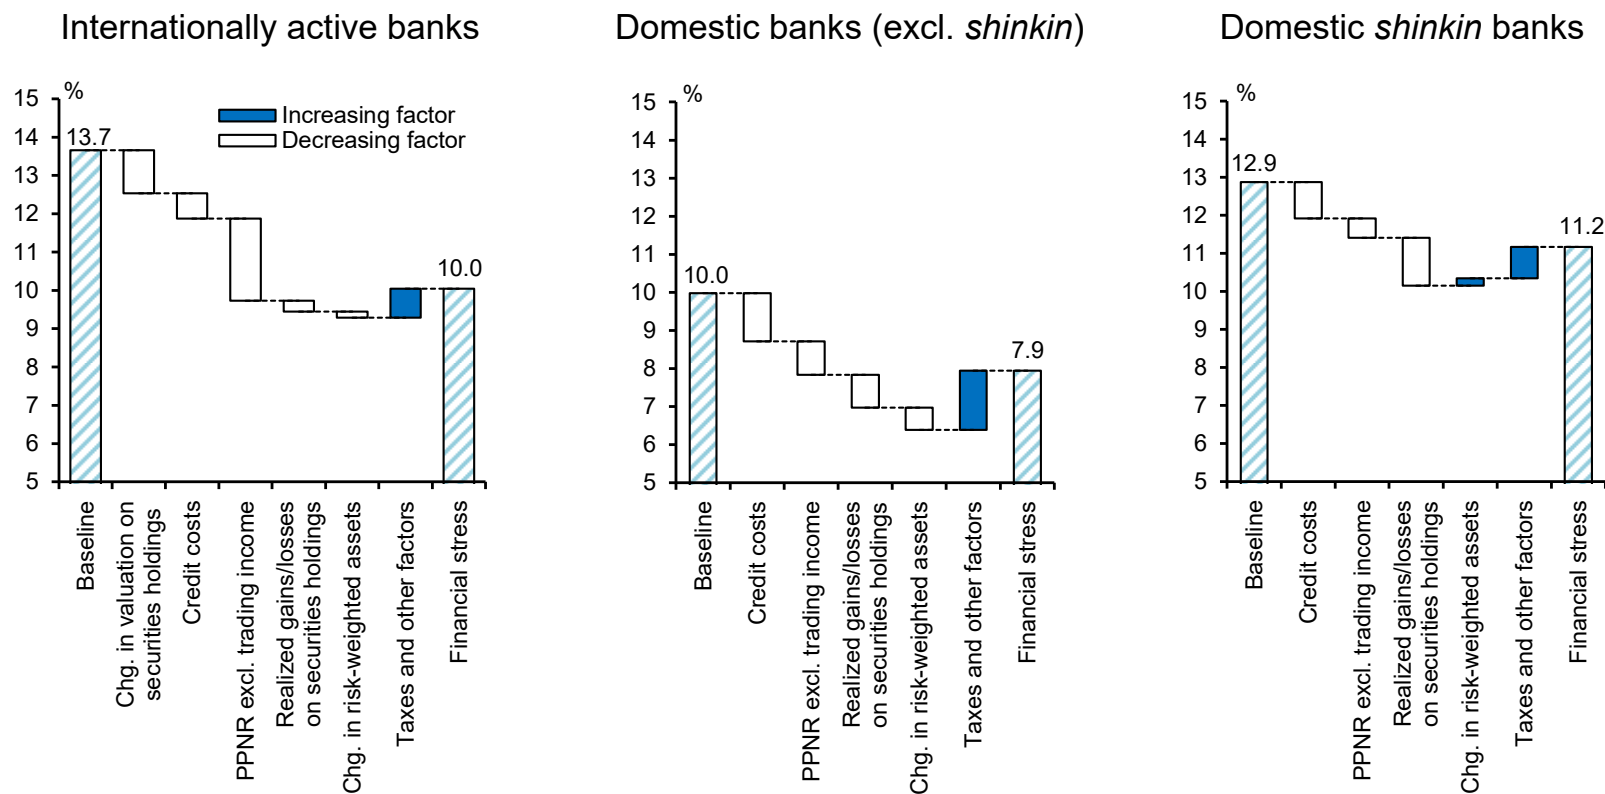 Internationally active banks
%
Increasing factor
Decreasing factor
15
14
13
12
11
10
9
8
7
6
5
13.7
10.0
Baseline
Chg. in valuation on
securities holdings
Credit costs
PPNR excl. trading income
Realized gains/losses
on securities holdings
Chg. in risk-weighted assets
Taxes and other factors
Financial stress
Domestic banks (excl. shinkin)
%
15
14
13
12
11
10
9
8
7
6
5
10.0
7.9
Baseline
Credit costs
PPNR excl. trading income
Realized gains/losses
on securities holdings
Chg. in risk-weighted assets
Taxes and other factors
Financial stress
Domestic shinkin banks
%
15
14
13
12
11
10
9
8
7
6
5
12.9
11.2
Baseline
Credit costs
PPNR excl. trading income
Realized gains/losses
on securities holdings
Chg. in risk-weighted assets
Taxes and other factors
Financial stress